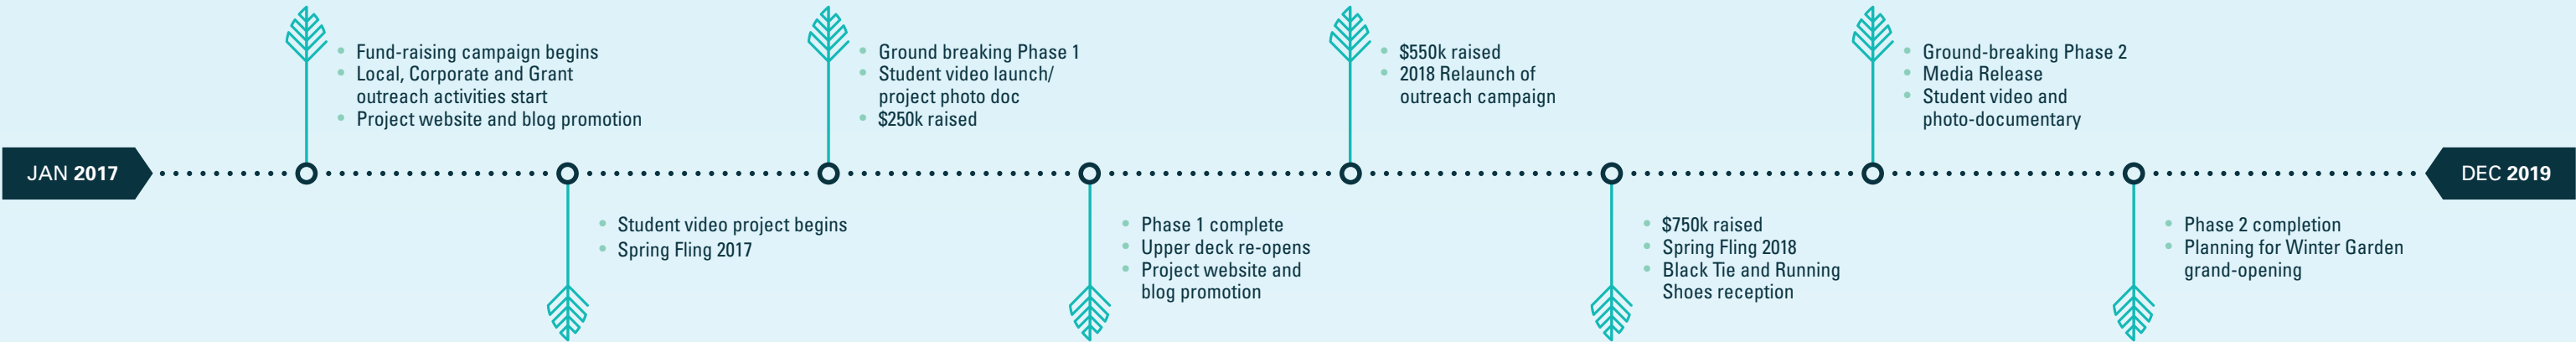 JAN 2017
Fund-raising campaign begins
Local, Corporate and Grant
outreach activities start
Project website and blog promotion
Student video project begins
Spring Fling 2017
Ground breaking Phase 1
Student video launch/
project photo doc
$250k raised
Phase 1 complete
Upper deck re-opens
Project website and
blog promotion
$550k raised
2018 Relaunch of
outreach campaign
$750k raised
Spring Fling 2018
Black Tie and Running
Shoes reception
Ground-breaking Phase 2
Media Release
Student video and
photo-documentary
Phase 2 completion
Planning for Winter Garden
grand-opening
DEC 2019